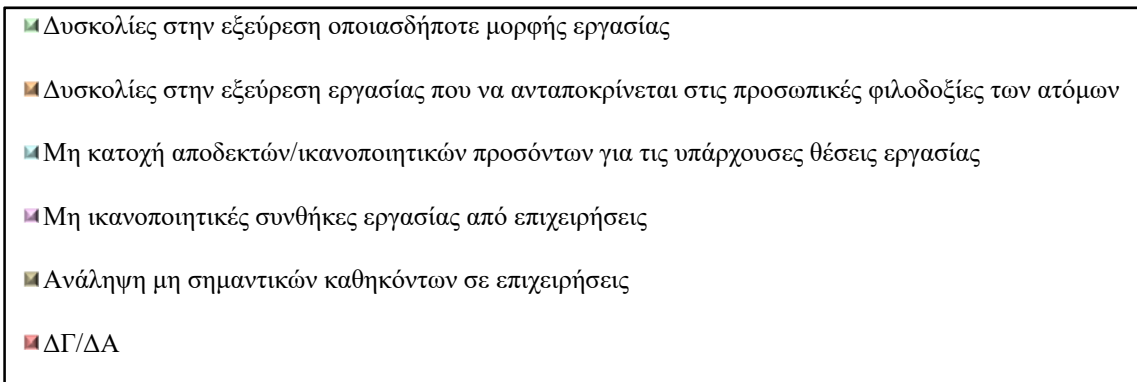 Δυσκολίες στην εξεύρεση οποιασδήποτε μορφής εργασίας
Δυσκολίες στην εξεύρεση εργασίας που να ανταποκρίνεται στις προσωπικές φιλοδοξίες των ατόμων
Μη κατοχή αποδεκτών/ικανοποιητικών προσόντων για τις υπάρχουσες θέσεις εργασίας
Μη ικανοποιητικές συνθήκες εργασίας από επιχειρήσεις
Ανάληψη μη σημαντικών καθηκόντων σε επιχειρήσεις
ΔΓ/ΔΑ